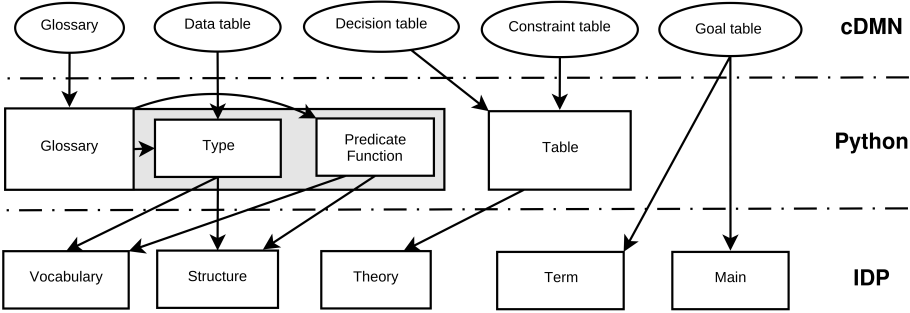 Glossary
Data table
Decision table
Constraint table
Goal table
cDMN
Glossary
Type
Predicate
Function
Table
Python
Vocabulary
Structure
Theory
Term
Main
IDP